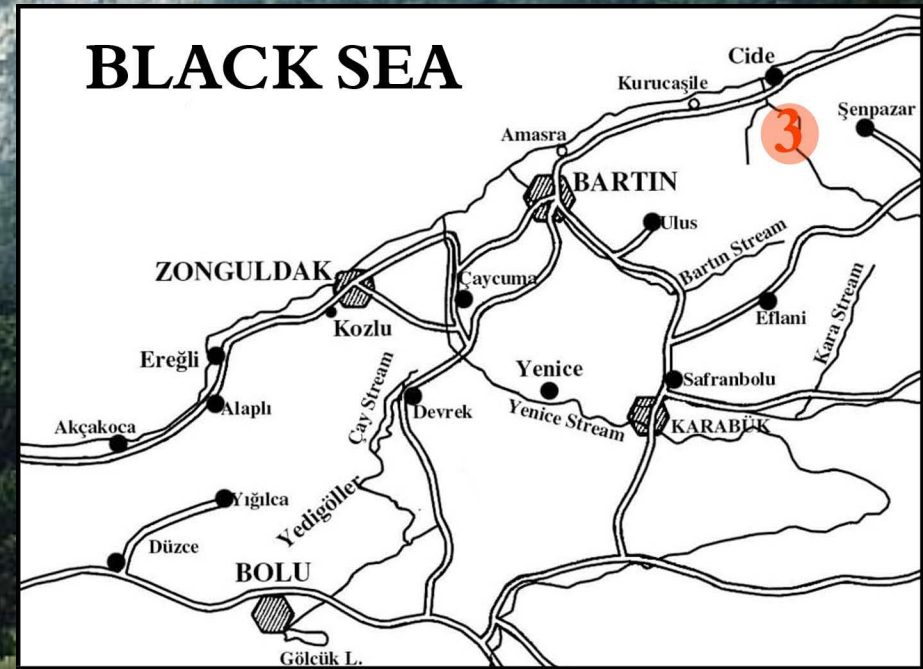 BLACK SEA
Cide
Kurucaşile
Şenpazar
3
Amasra
BARTIN
Ulus
Bartın Stream
ZONGULDAK
Çaycuma
Kara Stream
Eflani
Kozlu
Ereğli
Yenice
Safranbolu
Çay Stream
Alaplı
Devrek
Yenice Stream
KARABÜK
Akçakoca
Yığılca
Yedigöller
Düzce
BOLU
Gölcük L.